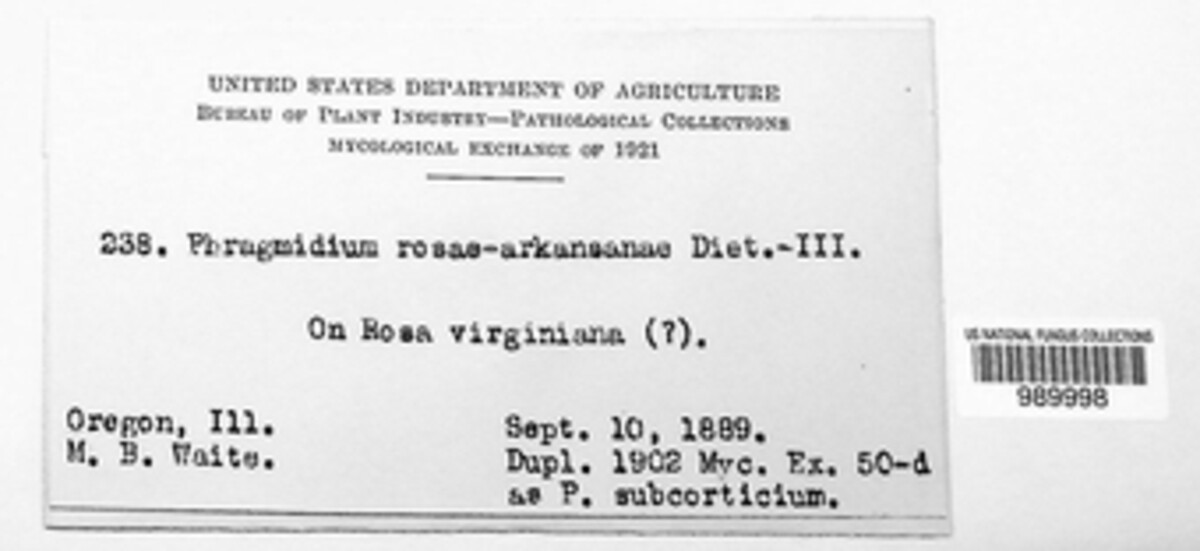 UNITED STATES DEPARTMENT OF AGRICULTURE
BUREAU OF PLANT INDUSTRY—PATHOLOGICAL COLLECTIONS
MYCOLOGICAL EXCHANGE OF 1921
238. Phragmidium rosae-arkansanae Diet.-III.
On Rosa virginiana (?).
Oregon, Ill.
M. B. Waite.
Sept. 10, 1889.
Dupl. 1902 Myc. Ex. 50-d
as P. subcorticium.
US NATIONAL FUNGUS COLLECTIONS
989998